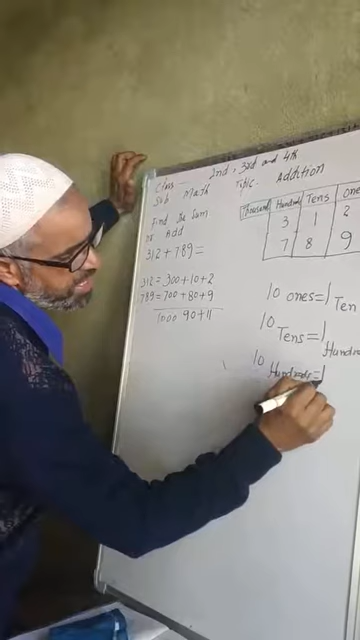 Class 2nd, 3rd and 4th
Sub Math Topic. Addition
Find The Sum
or Add
312+789=
312=300+10+2
789=700+80+9
1000 90+11
Thousand Hundred Tens One
3 1 2
7 8 9
10 ones=1 Ten
10 Tens=1 Hundred
10 Hundreds=1